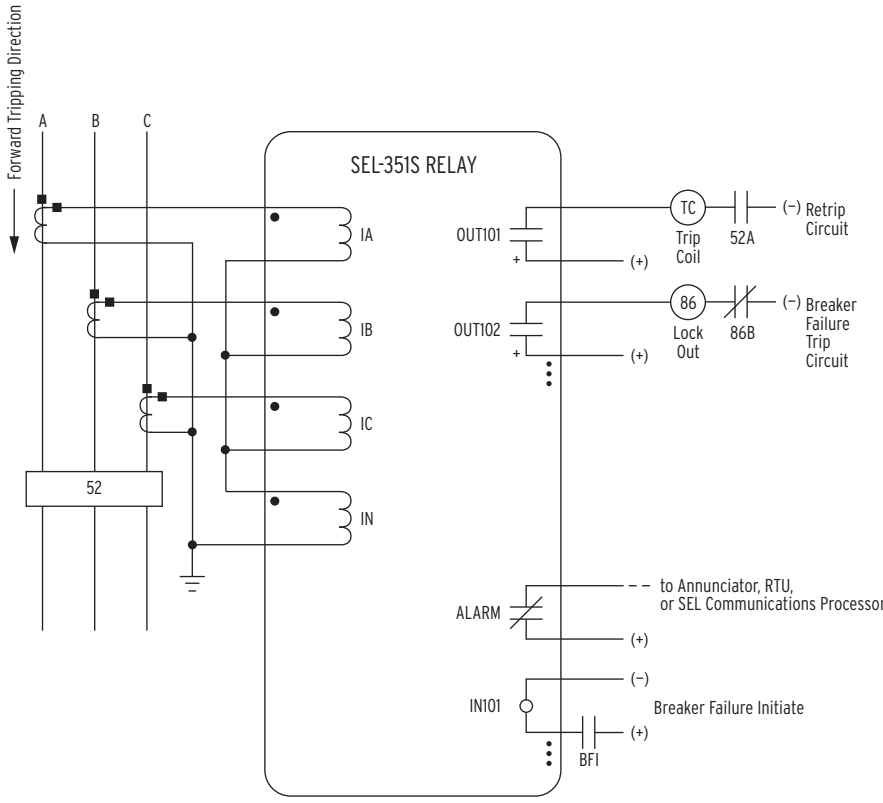 Forward Tripping Direction
A
B
C
SEL-351S RELAY
IA
OUT101
+
(+)
TC
Trip
Coil
52A
(–) Retrip
Circuit
IB
OUT102
+
(+)
86
Lock
Out
86B
(–) Breaker
Failure
Trip
Circuit
IC
52
IN
ALARM
to Annunciator, RTU,
or SEL Communications Processor
(+)
(–)
IN101
Breaker Failure Initiate
(+)
BFI